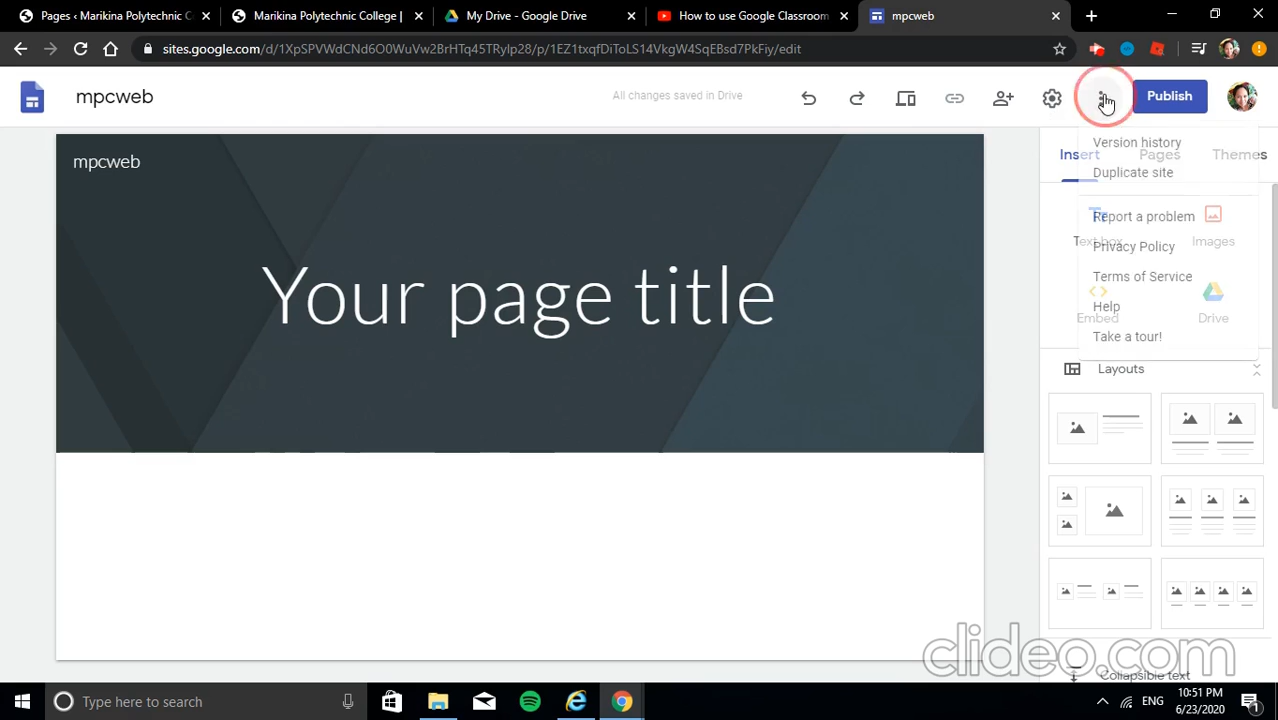 Pages ‹ Marikina Polytechnic C
Marikina Polytechnic College |
My Drive - Google Drive
How to use Google Classroom
mpcweb
sites.google.com/d/1XpSPVWdCNd6O0WuVw2BrHtq45TRylp28/p/1EZ1txqfDiToLS14VkgW4SqEBsd7PkFiy/edit
mpcweb
All changes saved in Drive
Publish
Insert
Pages
Themes
Version history
Duplicate site
Report a problem
Privacy Policy
Terms of Service
Help
Take a tour!
Text box
Images
Embed
Drive
mpcweb
Your page title
Layouts
Collapsible text
clideo.com
Type here to search
ENG
10:51 PM
6/23/2020
1